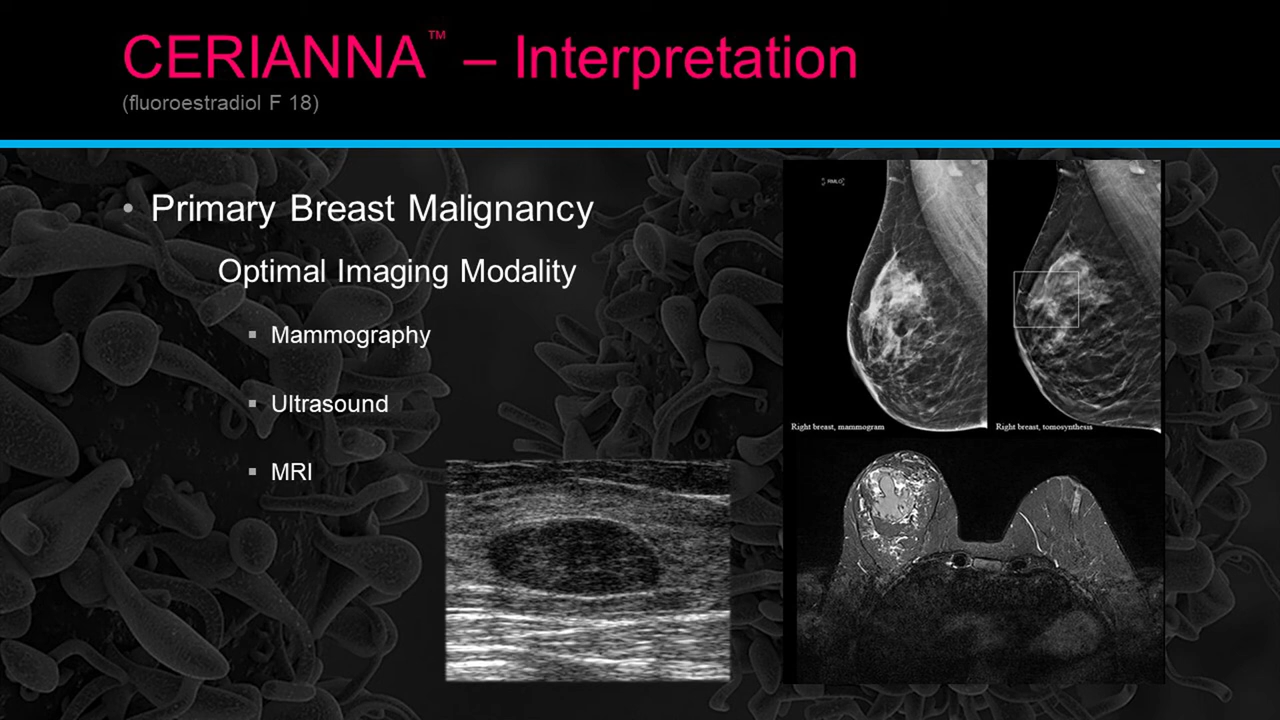 CERIANNA™ – Interpretation
(fluoroestradiol F 18)
• Primary Breast Malignancy
Optimal Imaging Modality
▪ Mammography
▪ Ultrasound
▪ MRI
RMLO
Right breast, mammogram
Right breast, tomosynthesis